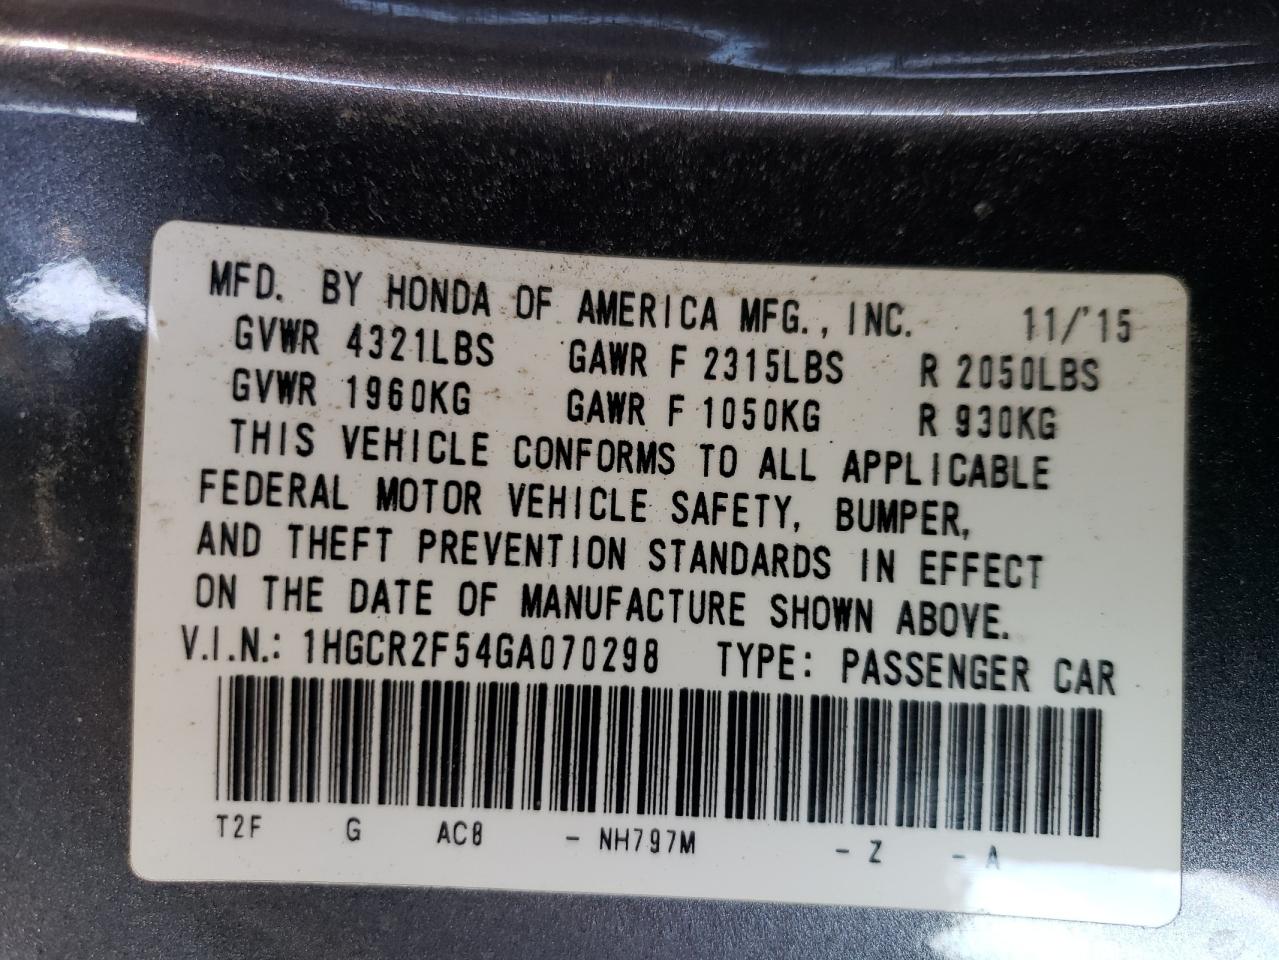 MFD. BY HONDA OF AMERICA MFG., INC. 11/'15
GVWR 4321LBS GAWR F 2315LBS R 2050LBS
GVWR 1960KG GAWR F 1050KG R 930KG
THIS VEHICLE CONFORMS TO ALL APPLICABLE
FEDERAL MOTOR VEHICLE SAFETY, BUMPER,
AND THEFT PREVENTION STANDARDS IN EFFECT
ON THE DATE OF MANUFACTURE SHOWN ABOVE.
V.I.N.: 1HGCR2F54GA070298 TYPE: PASSENGER CAR
T2F G AC8 - NH797M - Z - A